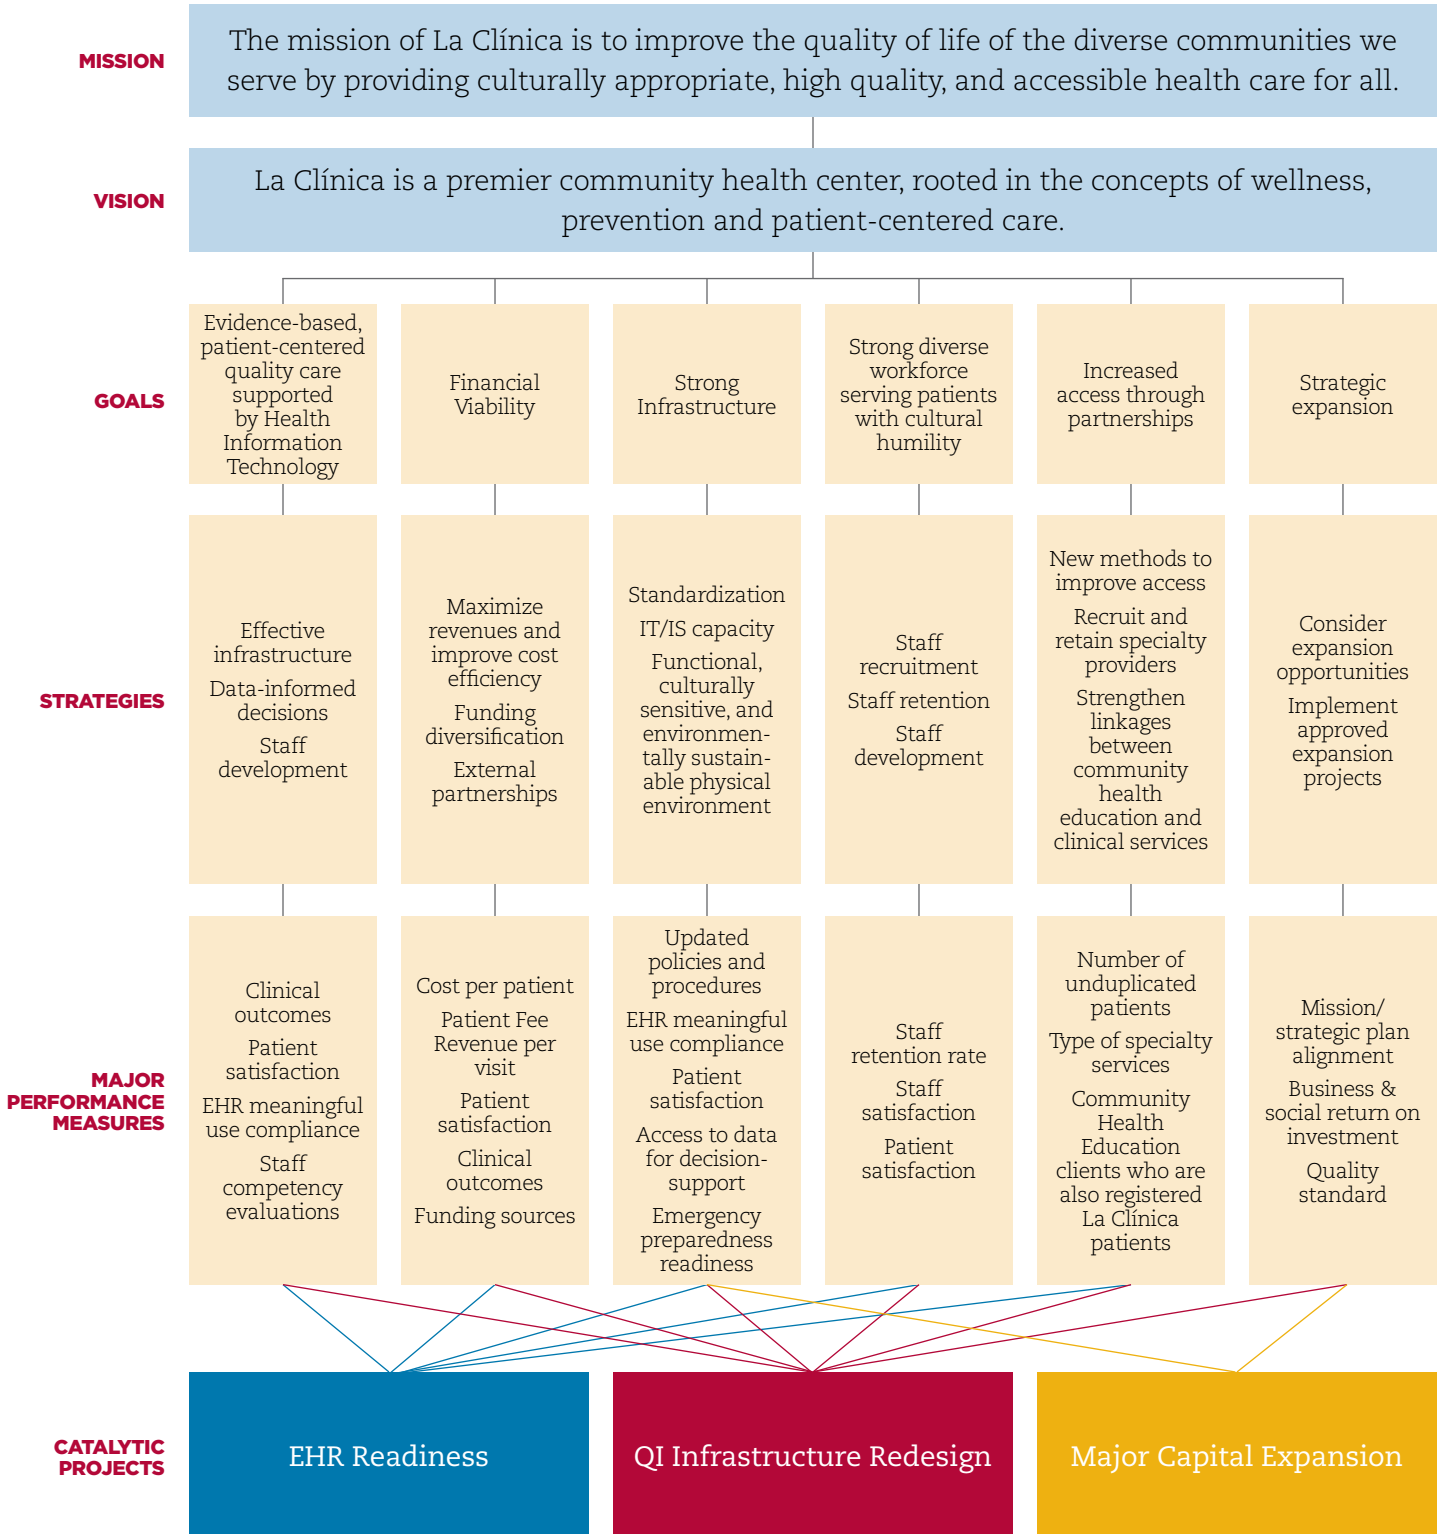 MISSION
The mission of La Clínica is to improve the quality of life of the diverse communities we
serve by providing culturally appropriate, high quality, and accessible health care for all.
VISION
La Clínica is a premier community health center, rooted in the concepts of wellness,
prevention and patient-centered care.
GOALS
Evidence-based,
patient-centered
quality care
supported
by Health
Information
Technology
Financial
Viability
Strong
Infrastructure
Strong diverse
workforce
serving patients
with cultural
humility
Increased
access through
partnerships
Strategic
expansion
STRATEGIES
Effective
infrastructure
Data-informed
decisions
Staff
development
Maximize
revenues and
improve cost
efficiency
Funding
diversification
External
partnerships
Standardization
IT/IS capacity
Functional,
culturally
sensitive, and
environmen-
tally sustain-
able physical
environment
Staff
recruitment
Staff retention
Staff
development
New methods to
improve access
Recruit and
retain specialty
providers
Strengthen
linkages
between
community
health
education and
clinical services
Consider
expansion
opportunities
Implement
approved
expansion
projects
MAJOR
PERFORMANCE
MEASURES
Clinical
outcomes
Patient
satisfaction
EHR meaningful
use compliance
Staff
competency
evaluations
Cost per patient
Patient Fee
Revenue per
visit
Patient
satisfaction
Clinical
outcomes
Funding sources
Updated
policies and
procedures
EHR meaningful
use compliance
Patient
satisfaction
Access to data
for decision-
support
Emergency
preparedness
readiness
Staff
retention rate
Staff
satisfaction
Patient
satisfaction
Number of
unduplicated
patients
Type of specialty
services
Community
Health
Education
clients who are
also registered
La Clínica
patients
Mission/
strategic plan
alignment
Business &
social return on
investment
Quality
standard
CATALYTIC
PROJECTS
EHR Readiness
QI Infrastructure Redesign
Major Capital Expansion